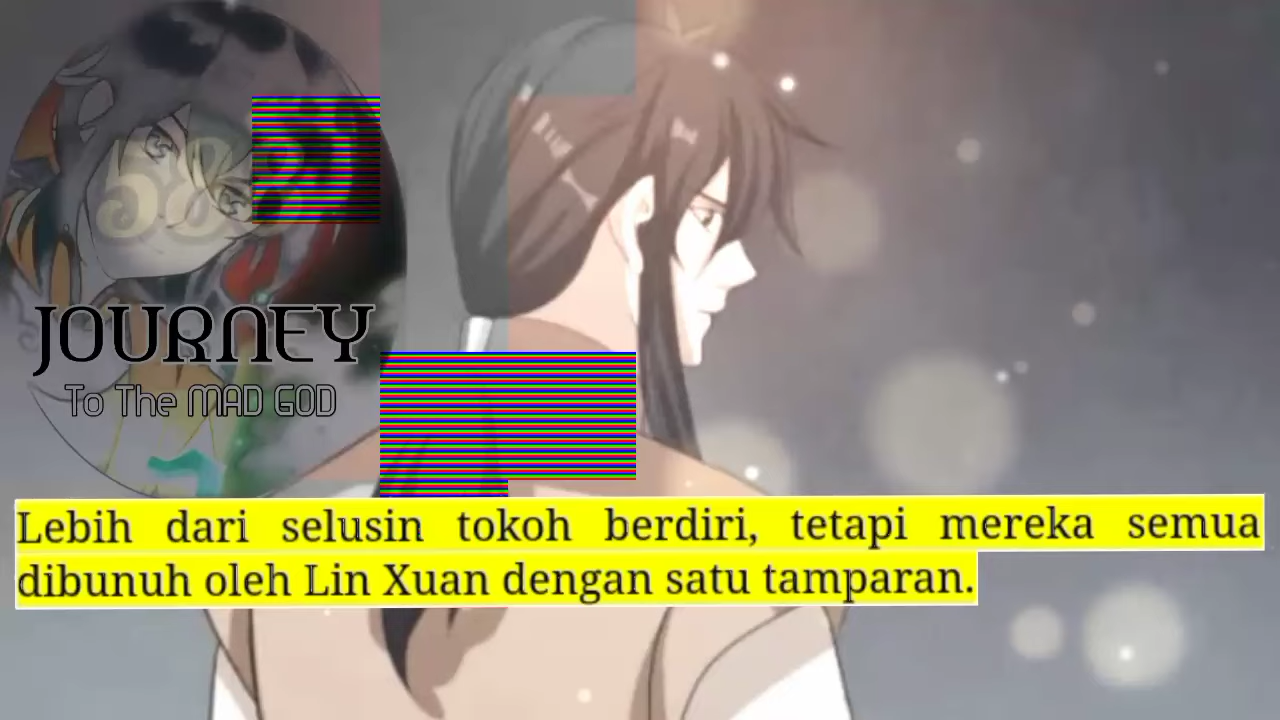 JOURNEY
To The MAD GOD
Lebih dari selusin tokoh berdiri, tetapi mereka semua
dibunuh oleh Lin Xuan dengan satu tamparan.